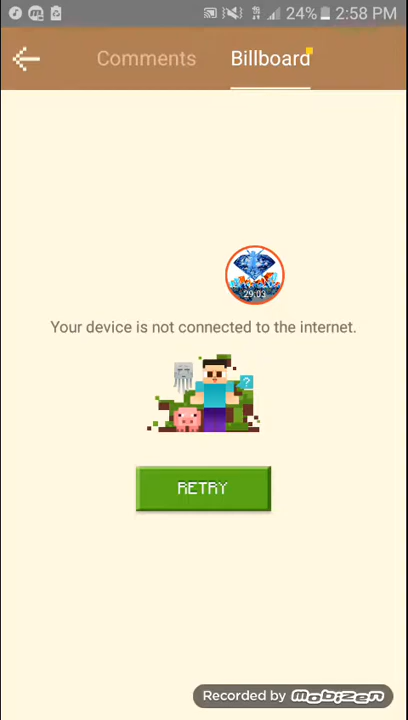 24% 2:58 PM
Comments Billboard
29:03
Your device is not connected to the internet.
?
RETRY
Recorded by mobizen